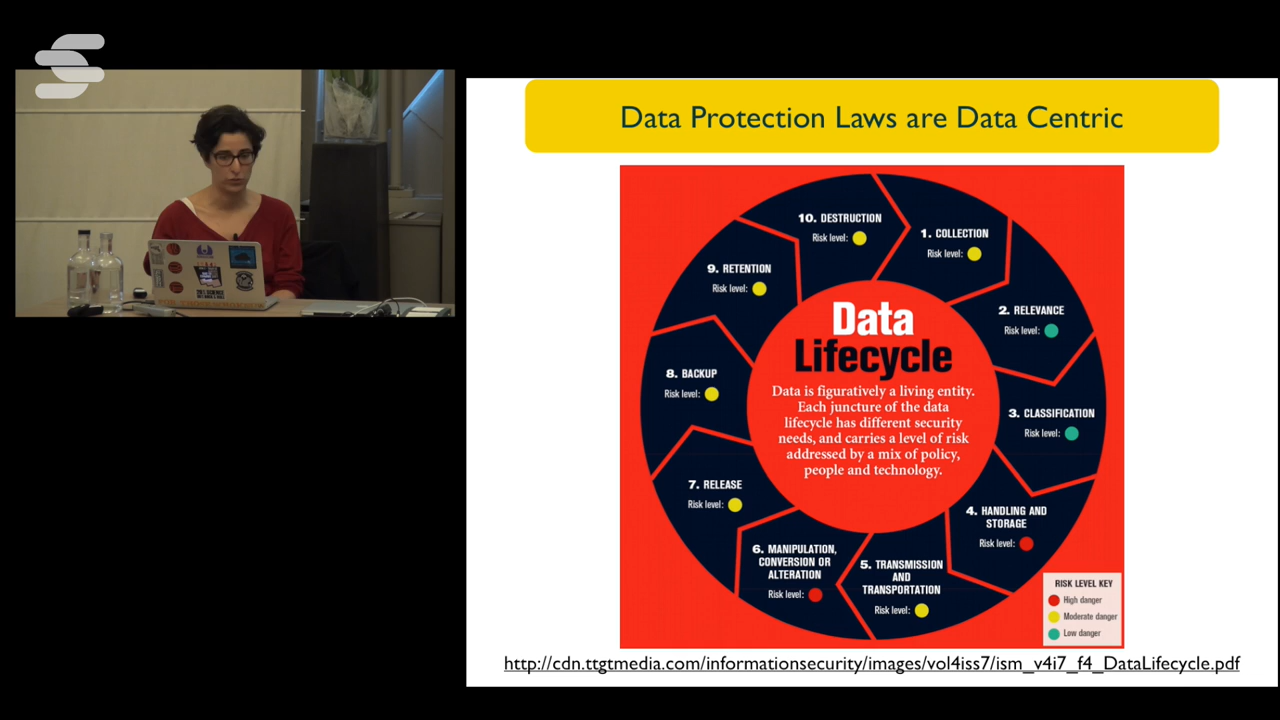 Data Protection Laws are Data Centric
10. DESTRUCTION
Risk level:
1. COLLECTION
Risk level:
2. RELEVANCE
Risk level:
3. CLASSIFICATION
Risk level:
4. HANDLING AND
STORAGE
Risk level:
5. TRANSMISSION
AND
TRANSPORTATION
Risk level:
6. MANIPULATION,
CONVERSION OR
ALTERATION
Risk level:
7. RELEASE
Risk level:
8. BACKUP
Risk level:
9. RETENTION
Risk level:
Data
Lifecycle
Data is figuratively a living entity.
Each juncture of the data
lifecycle has different security
needs, and carries a level of risk
addressed by a mix of policy,
people and technology.
RISK LEVEL KEY
High danger
Moderate danger
Low danger
http://cdn.ttgtmedia.com/informationsecurity/images/vol4iss7/ism_v4i7_f4_DataLifecycle.pdf